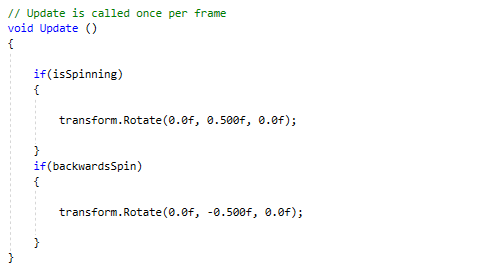 // Update is called once per frame
void Update ()
{
if(isSpinning)
{
transform.Rotate(0.0f, 0.500f, 0.0f);
}
if(backwardsSpin)
{
transform.Rotate(0.0f, -0.500f, 0.0f);
}
}